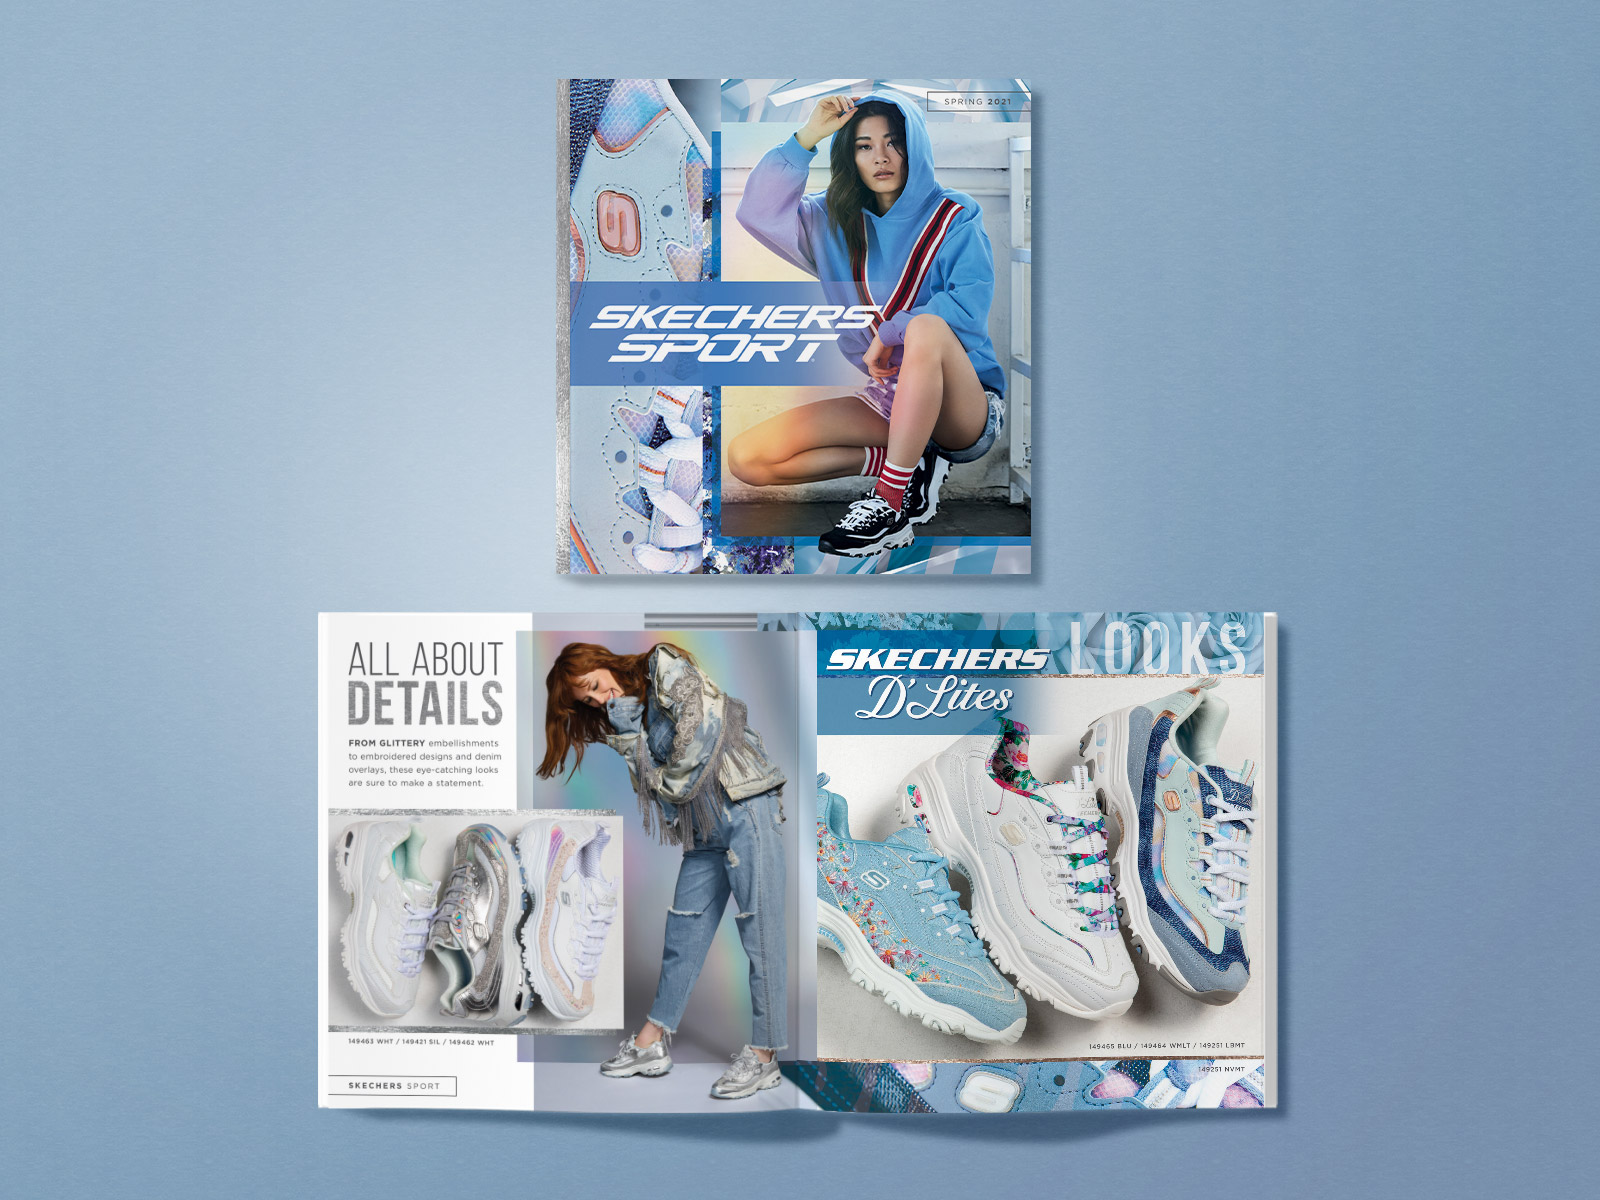 SPRING 2021
SKECHERS
SPORT
ALL ABOUT
DETAILS
FROM GLITTERY embellishments
to embroidered designs and denim
overlays, these eye-catching looks
are sure to make a statement.
149463 WHT / 149421 SIL / 149462 WHT
SKECHERS SPORT
SKECHERS LOOKS
D'Lites
149465 BLU / 149464 WMLT / 149251 LBMT
149251 NVMT